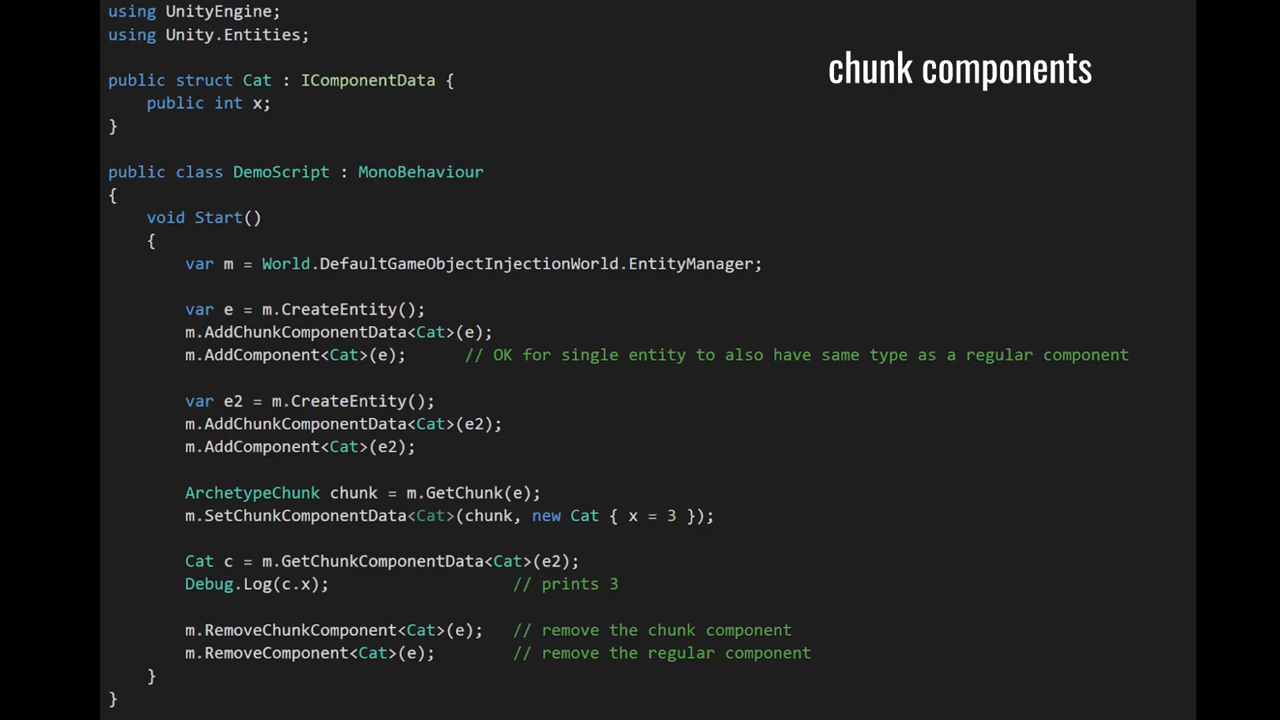 using UnityEngine;
using Unity.Entities;
chunk components
public struct Cat : IComponentData {
    public int x;
}
public class DemoScript : MonoBehaviour
{
    void Start()
    {
        var m = World.DefaultGameObjectInjectionWorld.EntityManager;
        var e = m.CreateEntity();
        m.AddChunkComponentData<Cat>(e);
        m.AddComponent<Cat>(e);      // OK for single entity to also have same type as a regular component
        var e2 = m.CreateEntity();
        m.AddChunkComponentData<Cat>(e2);
        m.AddComponent<Cat>(e2);
        ArchetypeChunk chunk = m.GetChunk(e);
        m.SetChunkComponentData<Cat>(chunk, new Cat { x = 3 });
        Cat c = m.GetChunkComponentData<Cat>(e2);
        Debug.Log(c.x);                   // prints 3
        m.RemoveChunkComponent<Cat>(e);   // remove the chunk component
        m.RemoveComponent<Cat>(e);        // remove the regular component
    }
}